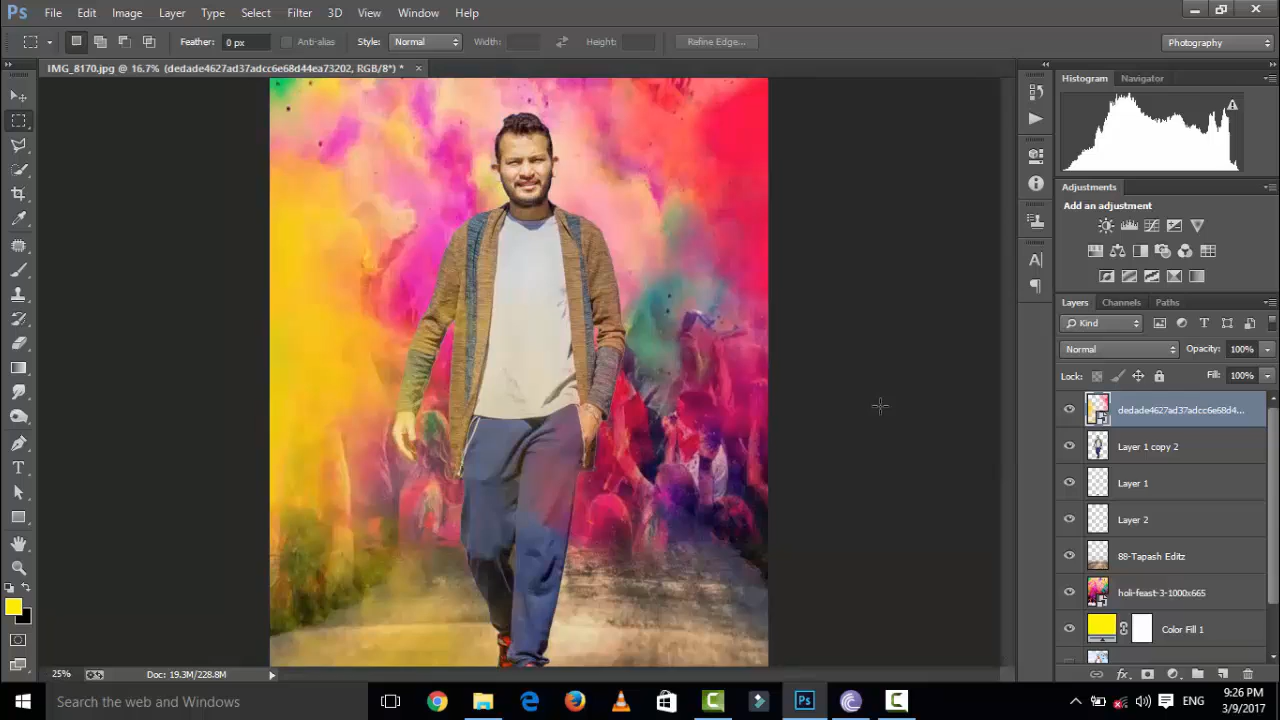 Ps File Edit Image Layer Type Select Filter 3D View Window Help
Feather: 0 px Anti-alias Style: Normal Width: Height: Refine Edge... Photography
IMG_8170.jpg @ 16.7% (dedade4627ad37adcc6e68d44ea73202, RGB/8*) *
Histogram Navigator
Adjustments
Add an adjustment
Layers Channels Paths
Kind
Normal Opacity: 100%
Lock: Fill: 100%
dedade4627ad37adcc6e68d4...
Layer 1 copy 2
Layer 1
Layer 2
88-Tapash Editz
holi-feast-3-1000x665
Color Fill 1
25% Doc: 19.3M/228.8M
Search the web and Windows
ENG
9:26 PM
3/9/2017